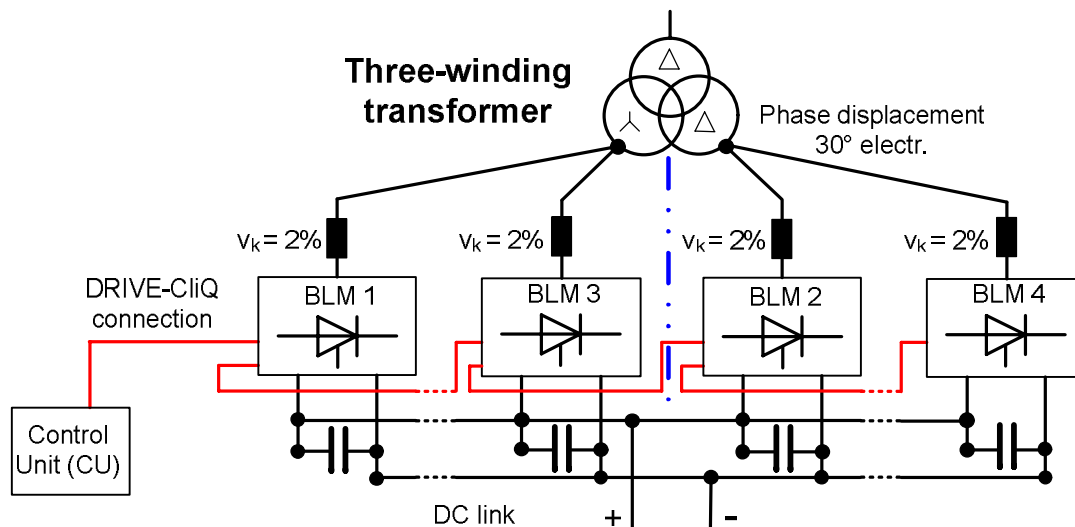 Three-winding
transformer
Phase displacement
30° electr.
vk = 2%
vk = 2%
vk = 2%
vk = 2%
DRIVE-CliQ
connection
BLM 1
BLM 3
BLM 2
BLM 4
Control
Unit (CU)
DC link
+
-